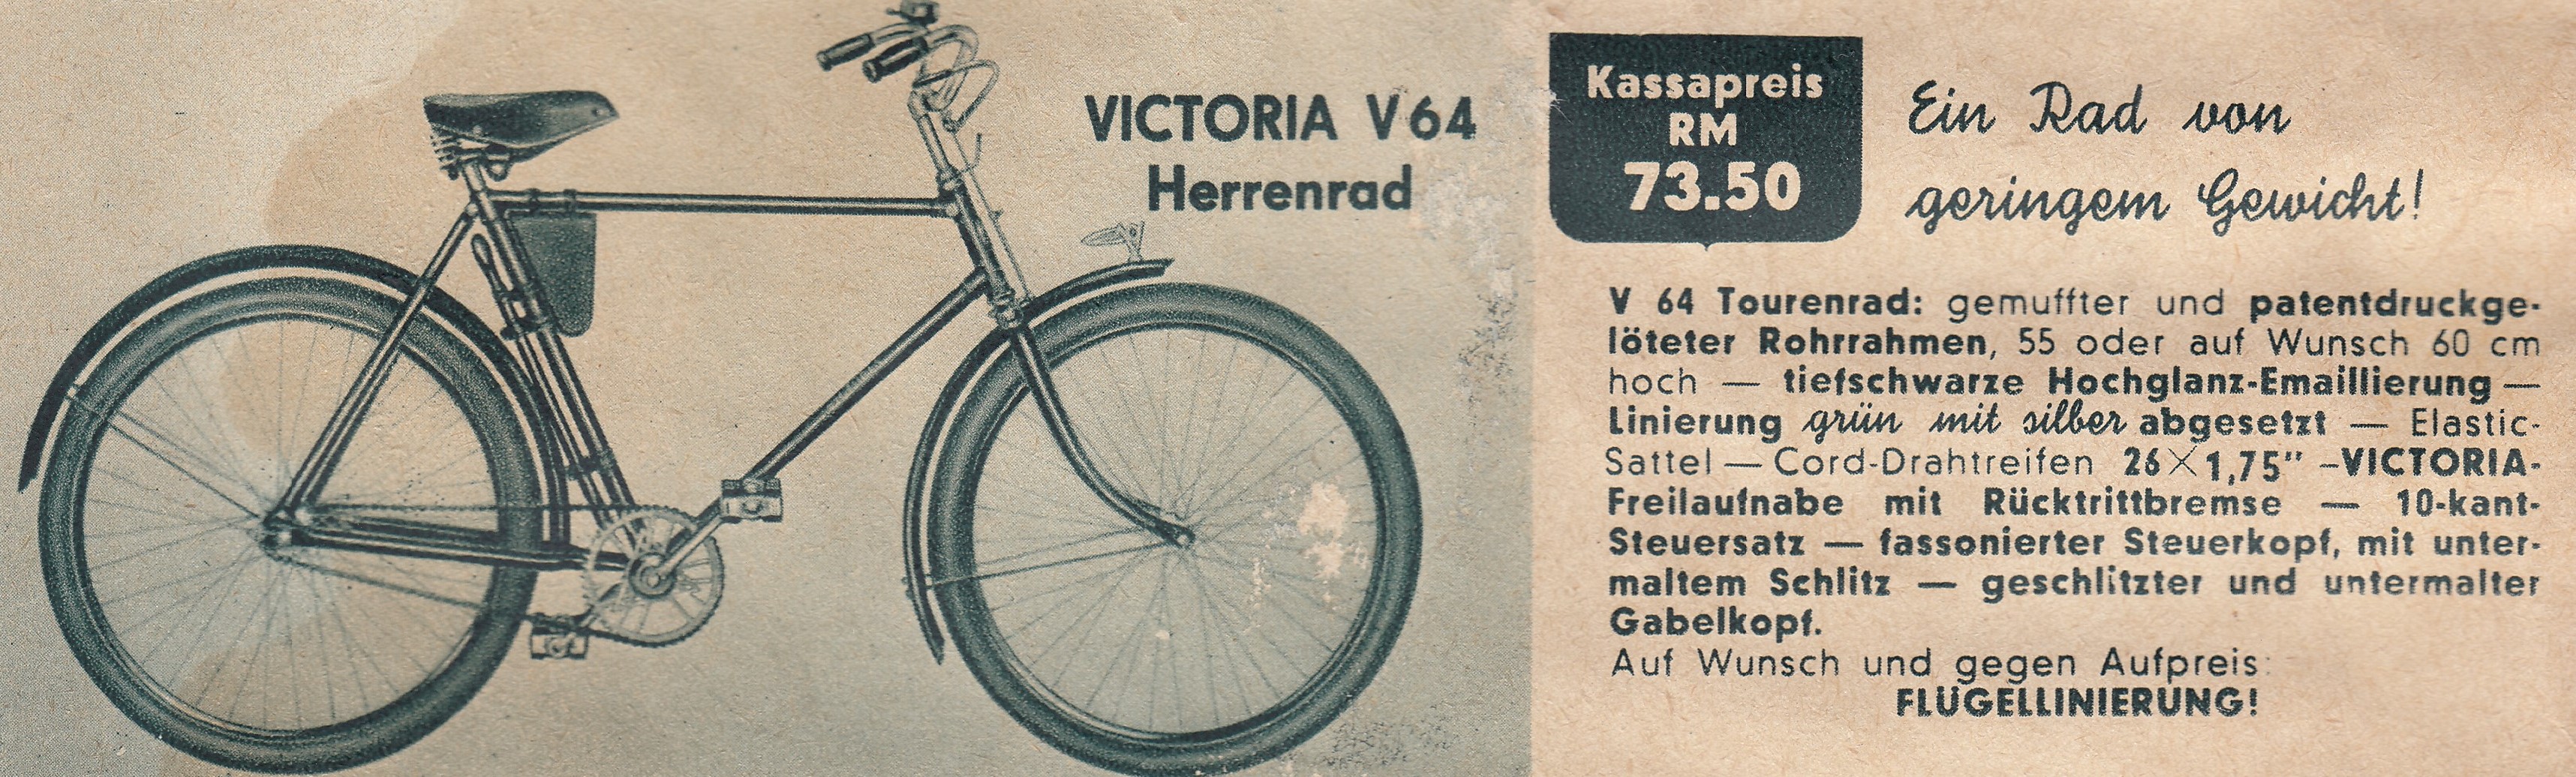 VICTORIA V 64
Herrenrad
Kassapreis
RM
73.50
Ein Rad von
geringem Gewicht!
V 64 Tourenrad: gemuffter und patentdruckge-
löteter Rohrrahmen, 55 oder auf Wunsch 60 cm
hoch — tiefschwarze Hochglanz-Emaillierung —
Linierung grün mit silber abgesetzt — Elastic-
Sattel — Cord-Drahtreifen 26×1,75" –VICTORIA-
Freilaufnabe mit Rücktrittbremse — 10-kant-
Steuersatz — fassonierter Steuerkopf, mit unter-
maltem Schlitz — geschlitzter und untermalter
Gabelkopf.
Auf Wunsch und gegen Aufpreis:
FLÜGELLINIERUNG!